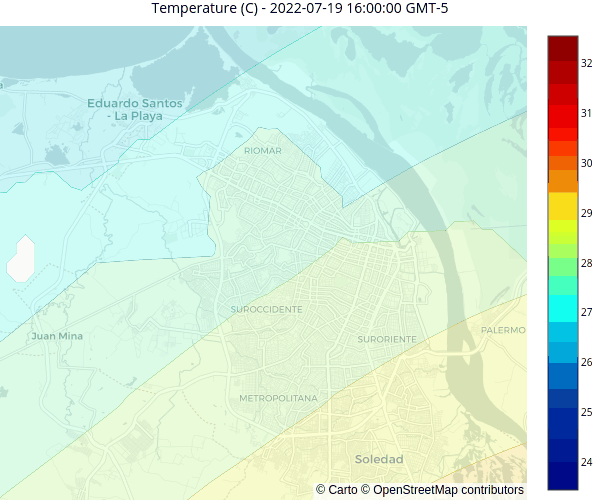 Temperature (C) - 2022-07-19 16:00:00 GMT-5
Eduardo Santos
- La Playa
RIOMAR
SUROCCIDENTE
Juan Mina
SURORIENTE
PALERMO
METROPOLITANA
Soledad
© Carto © OpenStreetMap contributors
32
31
30
29
28
27
26
25
24